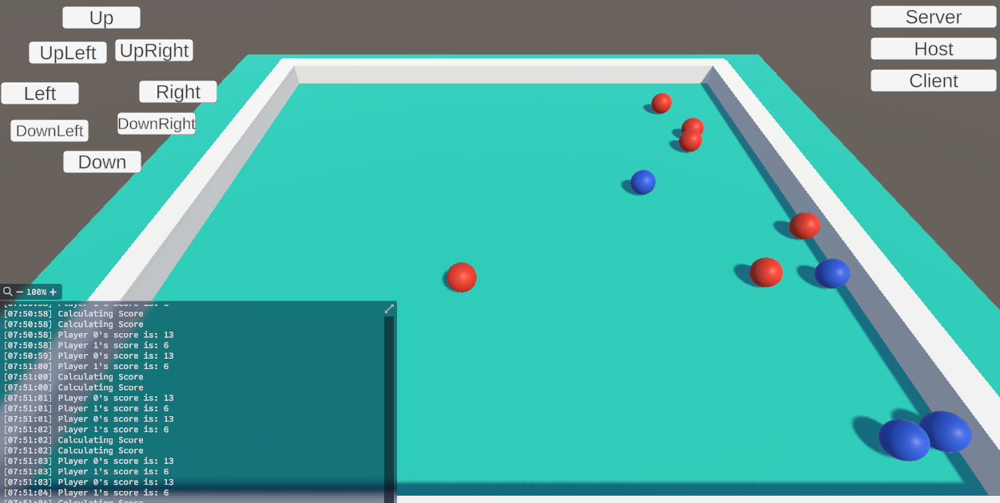 Up
UpLeft
UpRight
Left
Right
DownLeft
DownRight
Down
Server
Host
Client
100%
Player 1's score is: 6
[07:50:58] Calculating Score
[07:50:58] Calculating Score
[07:50:58] Player 0's score is: 13
[07:50:58] Player 1's score is: 6
[07:50:59] Player 0's score is: 13
[07:51:00] Player 1's score is: 6
[07:51:00] Calculating Score
[07:51:00] Calculating Score
[07:51:01] Player 0's score is: 13
[07:51:01] Player 1's score is: 6
[07:51:01] Player 0's score is: 13
[07:51:02] Player 1's score is: 6
[07:51:02] Calculating Score
[07:51:02] Calculating Score
[07:51:03] Player 0's score is: 13
[07:51:03] Player 1's score is: 6
[07:51:03] Player 0's score is: 13
[07:51:04] Player 1's score is: 6
[07:51:04] Calculating Score